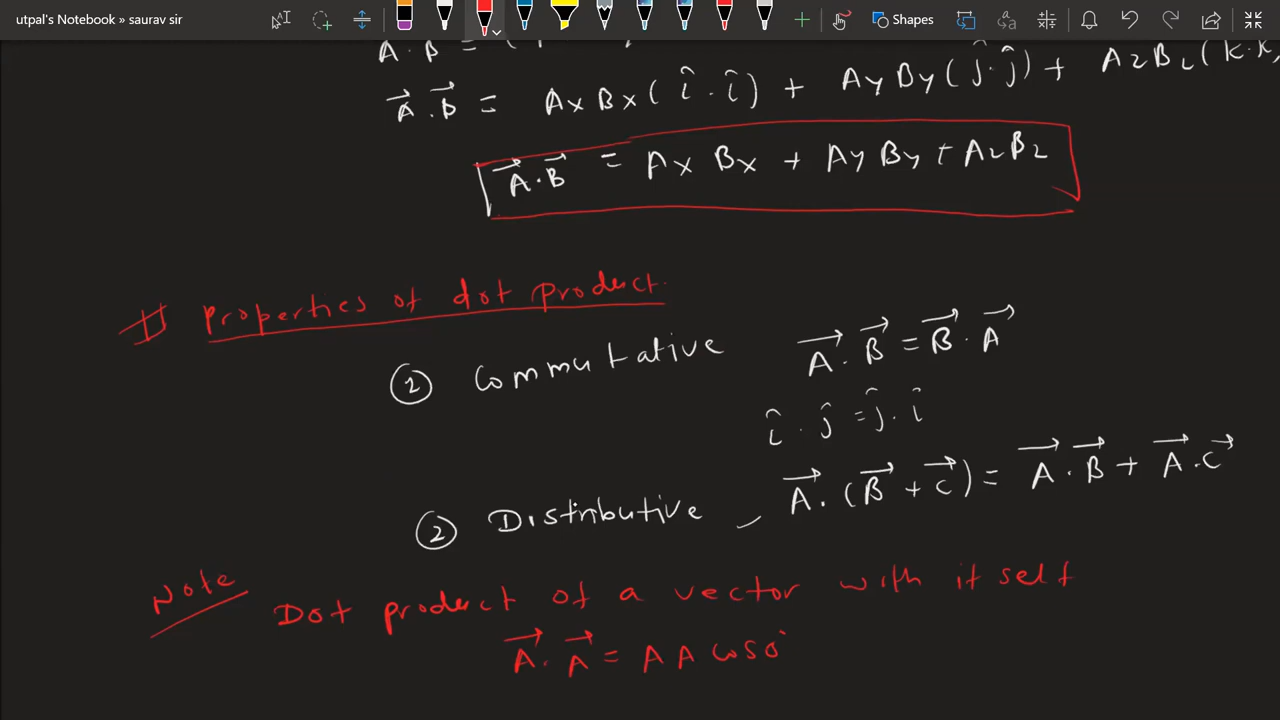 utpal's Notebook » saurav sir
Shapes
A . B = (
A⃗ . B⃗ = Ax Bx ( î . î ) + Ay By ( ĵ . ĵ ) + Az Bz ( k . k
A⃗ . B⃗ = Ax Bx + Ay By + Az Bz
Properties of dot product.
② Commutative A⃗ . B⃗ = B⃗ . A⃗
î . ĵ = ĵ . î
② Distributive A⃗ . (B⃗ + C⃗) = A⃗ . B⃗ + A⃗ . C⃗
Note
Dot product of a vector with it self
A⃗ . A⃗ = A A cos 0°